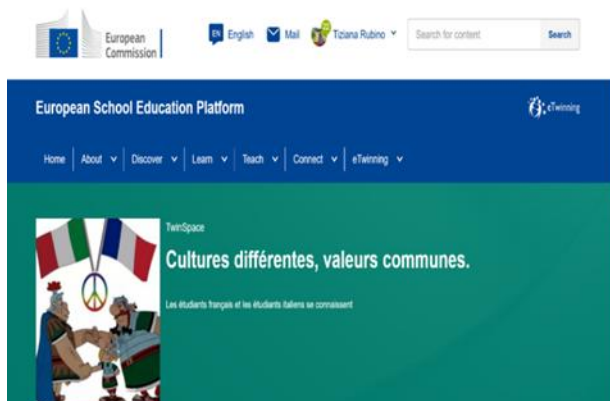 European
Commission
EN English Mail Tiziana Rubino Search for content Search
European School Education Platform
eTwinning
Home About Discover Learn Teach Connect eTwinning
TwinSpace
Cultures différentes, valeurs communes.
Les étudiants français et les étudiants italiens se connaissent